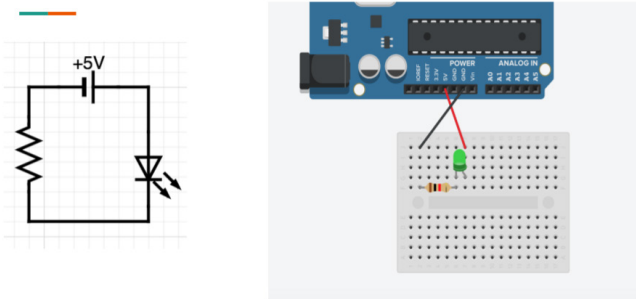 +5V
POWER
ANALOG IN
IOREF
RESET
3.3V
5V
GND
GND
Vin
A0
A1
A2
A3
A4
A5